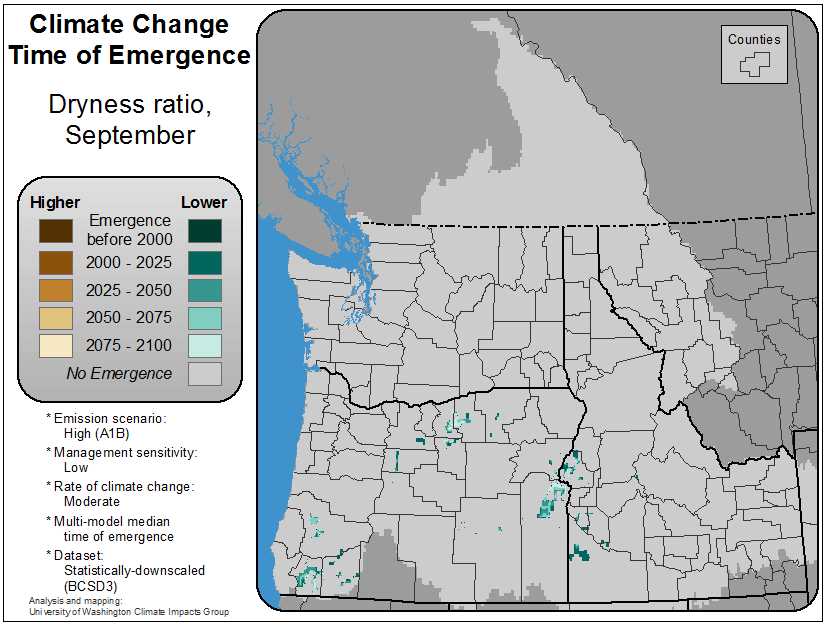 Climate Change
Time of Emergence
Dryness ratio,
September
Higher
Lower
Emergence
before 2000
2000 - 2025
2025 - 2050
2050 - 2075
2075 - 2100
No Emergence
* Emission scenario:
High (A1B)
* Management sensitivity:
Low
* Rate of climate change:
Moderate
* Multi-model median
time of emergence
* Dataset:
Statistically-downscaled
(BCSD3)
Analysis and mapping:
University of Washington Climate Impacts Group
Counties